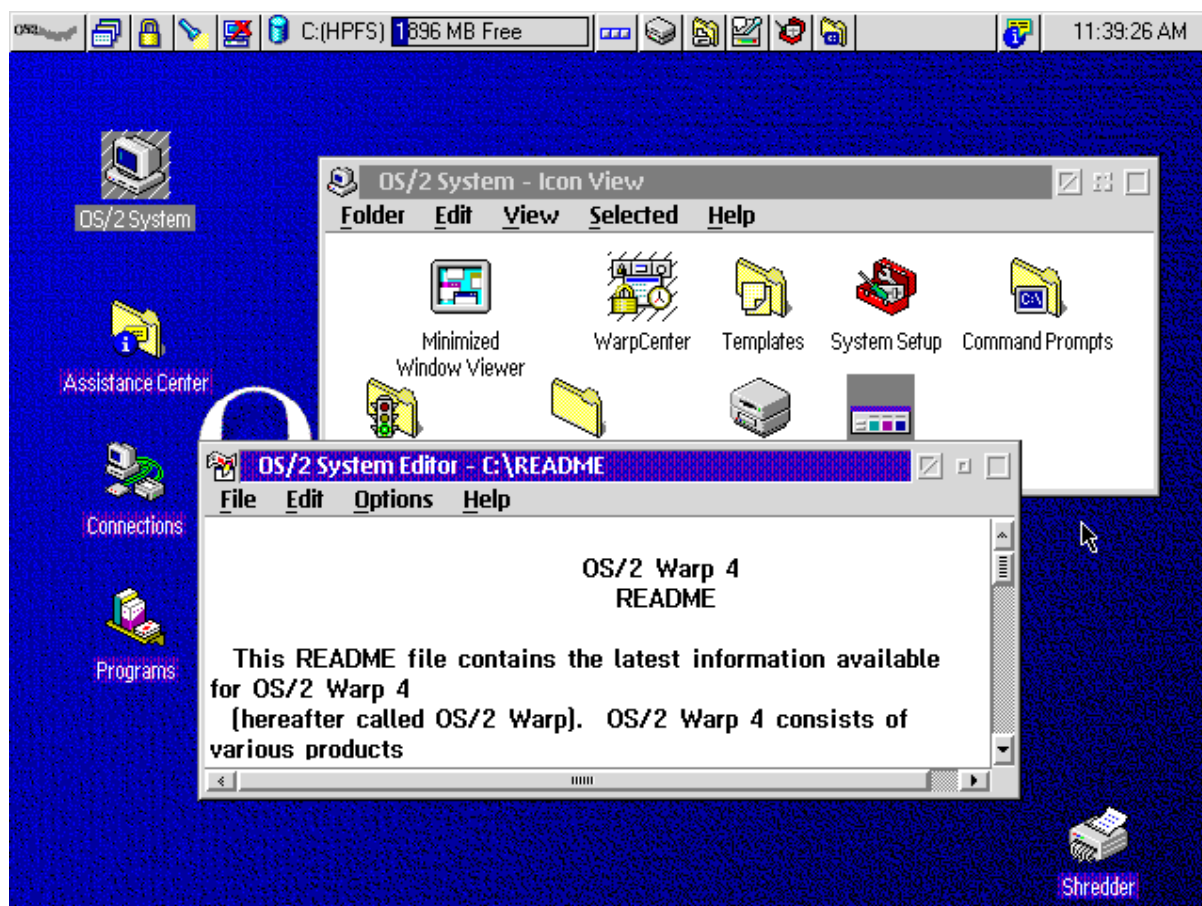 C:(HPFS) 1896 MB Free
11:39:26 AM
OS/2 System
Assistance Center
Connections
Programs
OS/2 System - Icon View
Folder Edit View Selected Help
Minimized
Window Viewer
WarpCenter
Templates
System Setup
Command Prompts
C:\
OS/2 System Editor - C:\README
File Edit Options Help
OS/2 Warp 4
README
This README file contains the latest information available
for OS/2 Warp 4
(hereafter called OS/2 Warp). OS/2 Warp 4 consists of
various products
Shredder